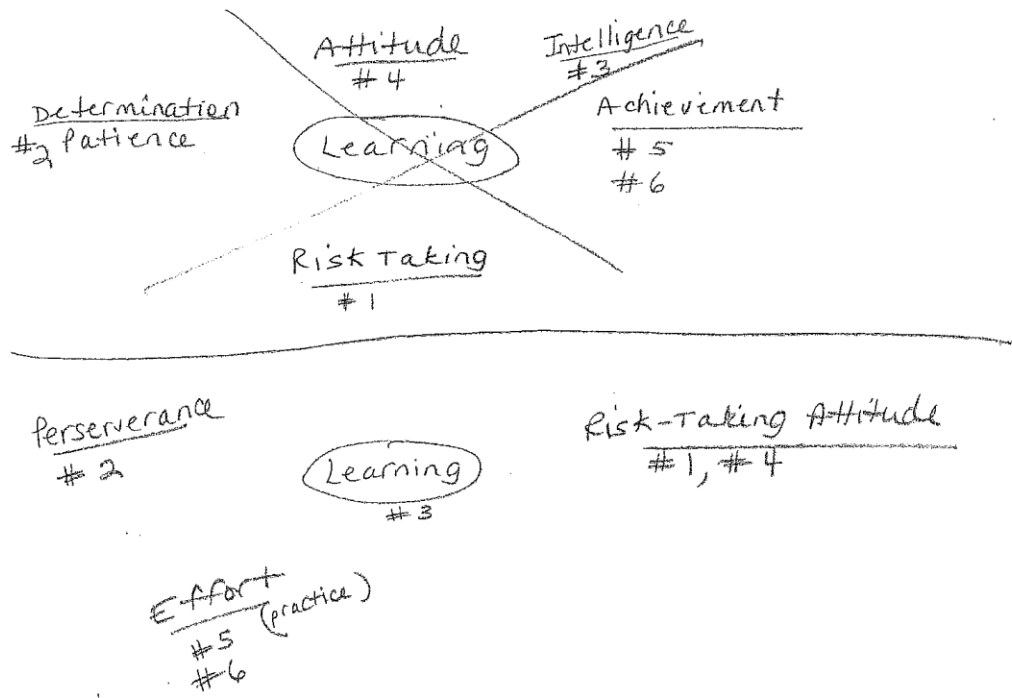 Attitude
# 4
Intelligence
#3
Determination
#2 Patience
Learning
Achievement
# 5
# 6
Risk Taking
# 1
Perserverance
# 2
Learning
# 3
Risk-Taking Attitude
#1, # 4
Effort
(practice)
#5
#6